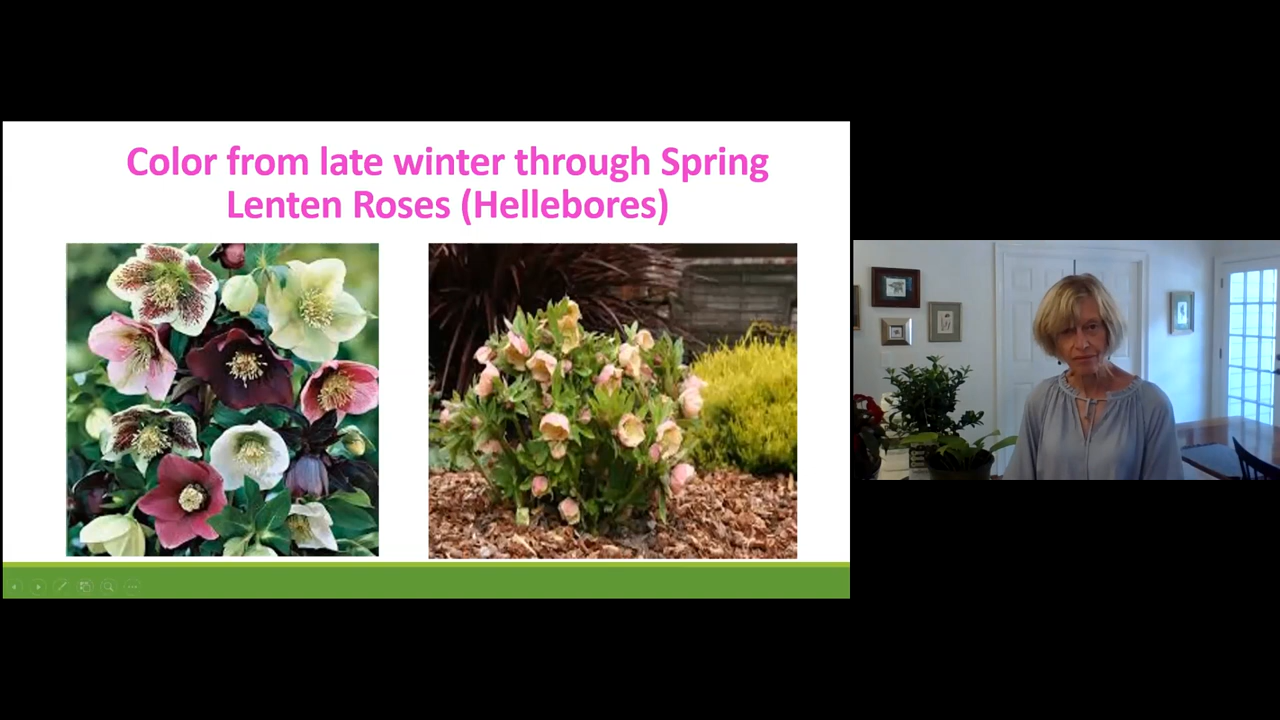 Color from late winter through Spring
Lenten Roses (Hellebores)